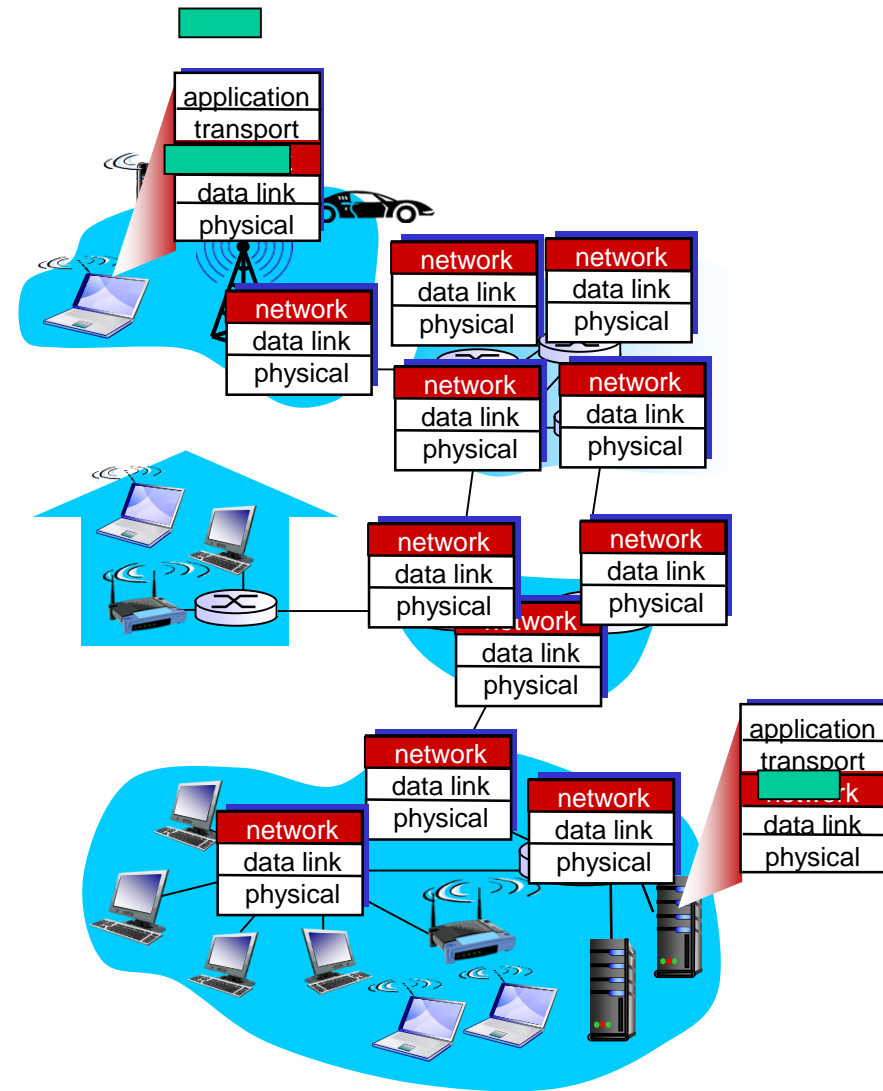 application
transport
data link
physical
network
data link
physical
network
data link
physical
network
data link
physical
network
data link
physical
network
data link
physical
network
data link
physical
network
data link
physical
network
data link
physical
network
data link
physical
network
data link
physical
network
data link
physical
application
transport
network
data link
physical